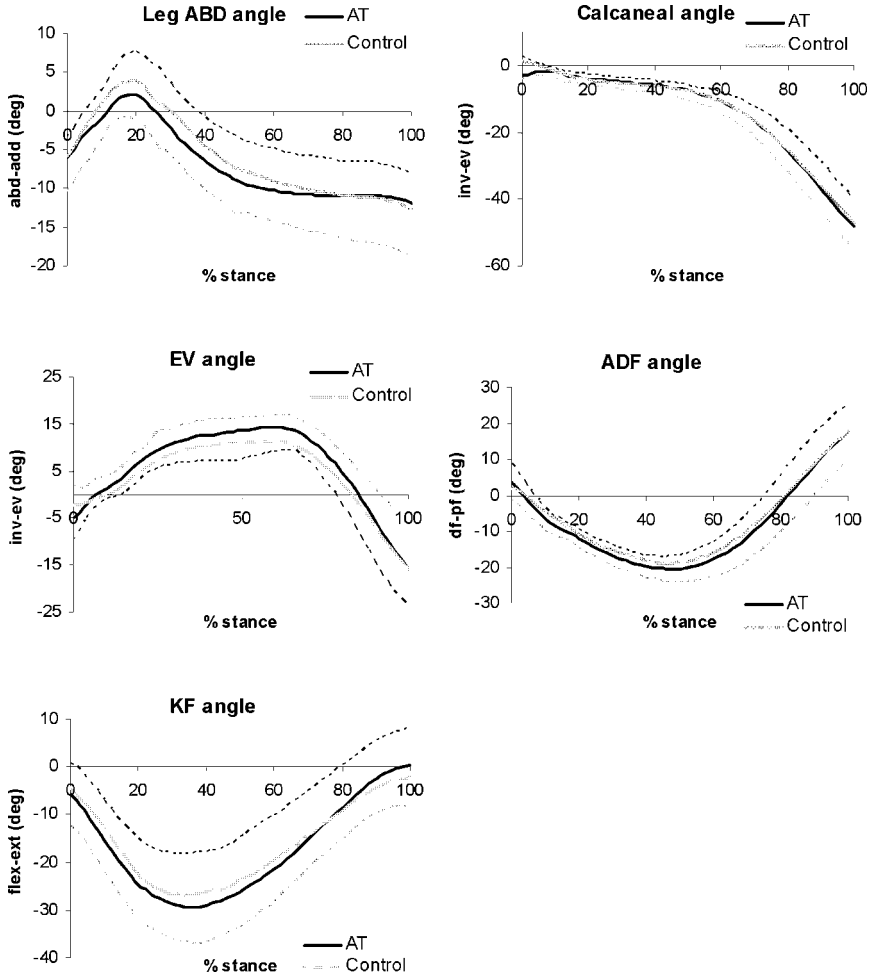 Leg ABD angle
AT
Control
10
5
0
-5
-10
-15
-20
0 20 40 60 80 100
abd-add (deg)
% stance
Calcaneal angle
AT
Control
0
-20
-40
-60
0 20 40 60 80 100
inv-ev (deg)
% stance
EV angle
AT
Control
25
15
5
-5
-15
-25
0 50 100
inv-ev (deg)
% stance
ADF angle
30
20
10
0
-10
-20
-30
0 20 40 60 80 100
df-pf (deg)
% stance
AT
Control
KF angle
10
0
-10
-20
-30
-40
0 20 40 60 80 100
flex-ext (deg)
% stance
AT
Control